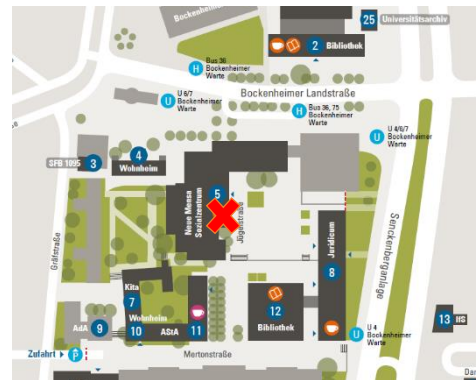 Bockenheimer
25
Universitätsarchiv
2 Bibliothek
H
Bus 36
Bockenheimer
Warte
Bockenheimer Landstraße
U
U 6/7
Bockenheimer
Warte
H
Bus 36, 75
Bockenheimer
Warte
U
U 4/6/7
Bockenheimer
Warte
4
Wohnheim
SFB 1095
3
5
Neue Mensa
Sozialzentrum
Jügelstraße
Gräfstraße
Senckenberganlage
Juridicum
8
Kita
7
Wohnheim
12
Bibliothek
AdA 9
10
AStA
11
U
U 4
Bockenheimer
Warte
13 HS
Mertonstraße
Zufahrt
P